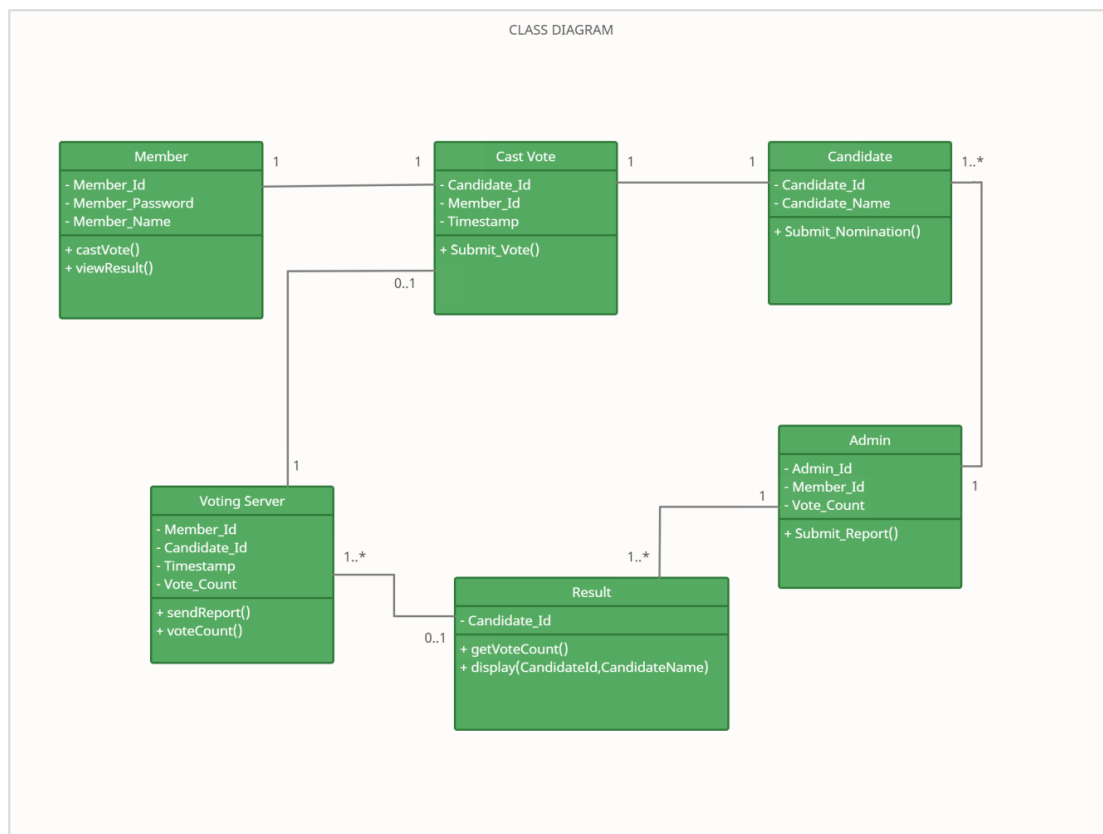 CLASS DIAGRAM
Member
- Member_Id
- Member_Password
- Member_Name
+ castVote()
+ viewResult()
1
1
Cast Vote
- Candidate_Id
- Member_Id
- Timestamp
+ Submit_Vote()
0..1
1
1
Candidate
- Candidate_Id
- Candidate_Name
+ Submit_Nomination()
1..*
1
Voting Server
- Member_Id
- Candidate_Id
- Timestamp
- Vote_Count
+ sendReport()
+ voteCount()
1..*
0..1
Result
- Candidate_Id
+ getVoteCount()
+ display(CandidateId,CandidateName)
1..*
1
Admin
- Admin_Id
- Member_Id
- Vote_Count
+ Submit_Report()
1